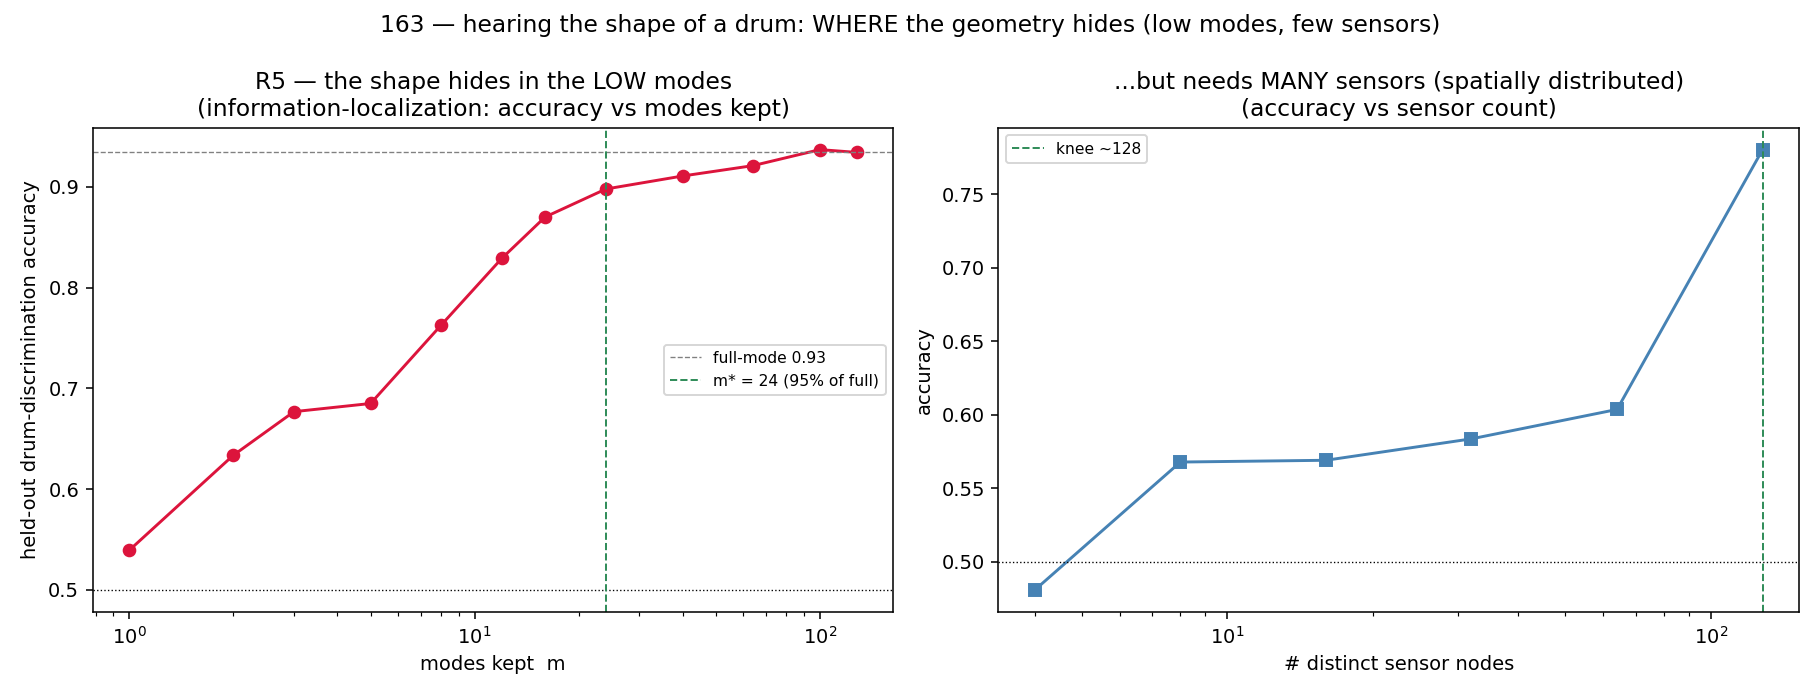 163 — hearing the shape of a drum: WHERE the geometry hides (low modes, few sensors)
R5 — the shape hides in the LOW modes
(information-localization: accuracy vs modes kept)
held-out drum-discrimination accuracy
0.9
0.8
0.7
0.6
0.5
full-mode 0.93
m* = 24 (95% of full)
10⁰
10¹
10²
modes kept  m
...but needs MANY sensors (spatially distributed)
(accuracy vs sensor count)
accuracy
knee ~128
0.75
0.70
0.65
0.60
0.55
0.50
10¹
10²
# distinct sensor nodes